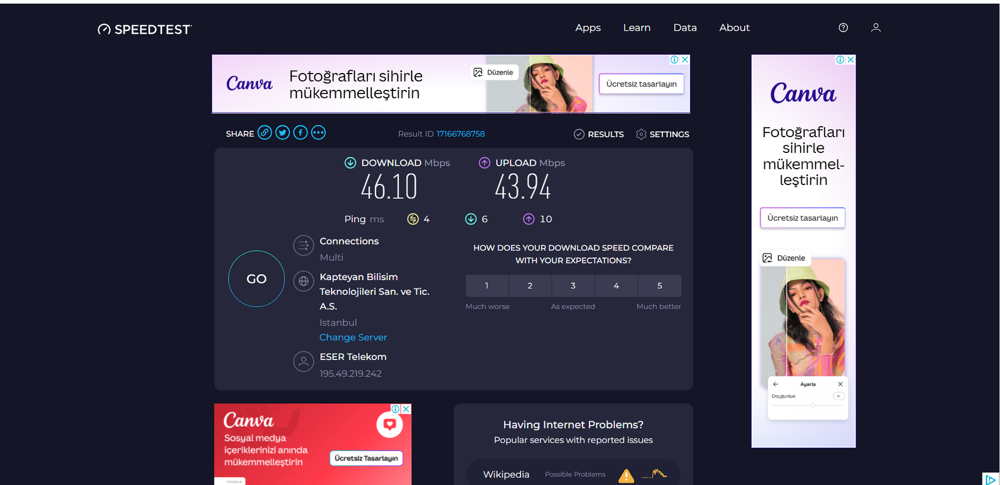 SPEEDTEST
Apps Learn Data About
Canva
Fotoğrafları sihirle
mükemmelleştirin
Düzenle
Ücretsiz tasarlayın
SHARE
Result ID 17166768758
RESULTS SETTINGS
DOWNLOAD Mbps
46.10
UPLOAD Mbps
43.94
Ping ms 4 6 10
GO
Connections
Multi
Kapteyan Bilisim
Teknolojileri San. ve Tic.
A.S.
Istanbul
Change Server
ESER Telekom
195.49.219.242
HOW DOES YOUR DOWNLOAD SPEED COMPARE
WITH YOUR EXPECTATIONS?
1 2 3 4 5
Much worse As expected Much better
Canva
Fotoğrafları
sihirle
mükemmel-
leştirin
Ücretsiz tasarlayın
Düzenle
Ayarla
Doygunluk
Canva
Sosyal medya
içeriklerinizi anında
mükemmelleştirin
Ücretsiz Tasarlayın
Having Internet Problems?
Popular services with reported issues
Wikipedia Possible Problems